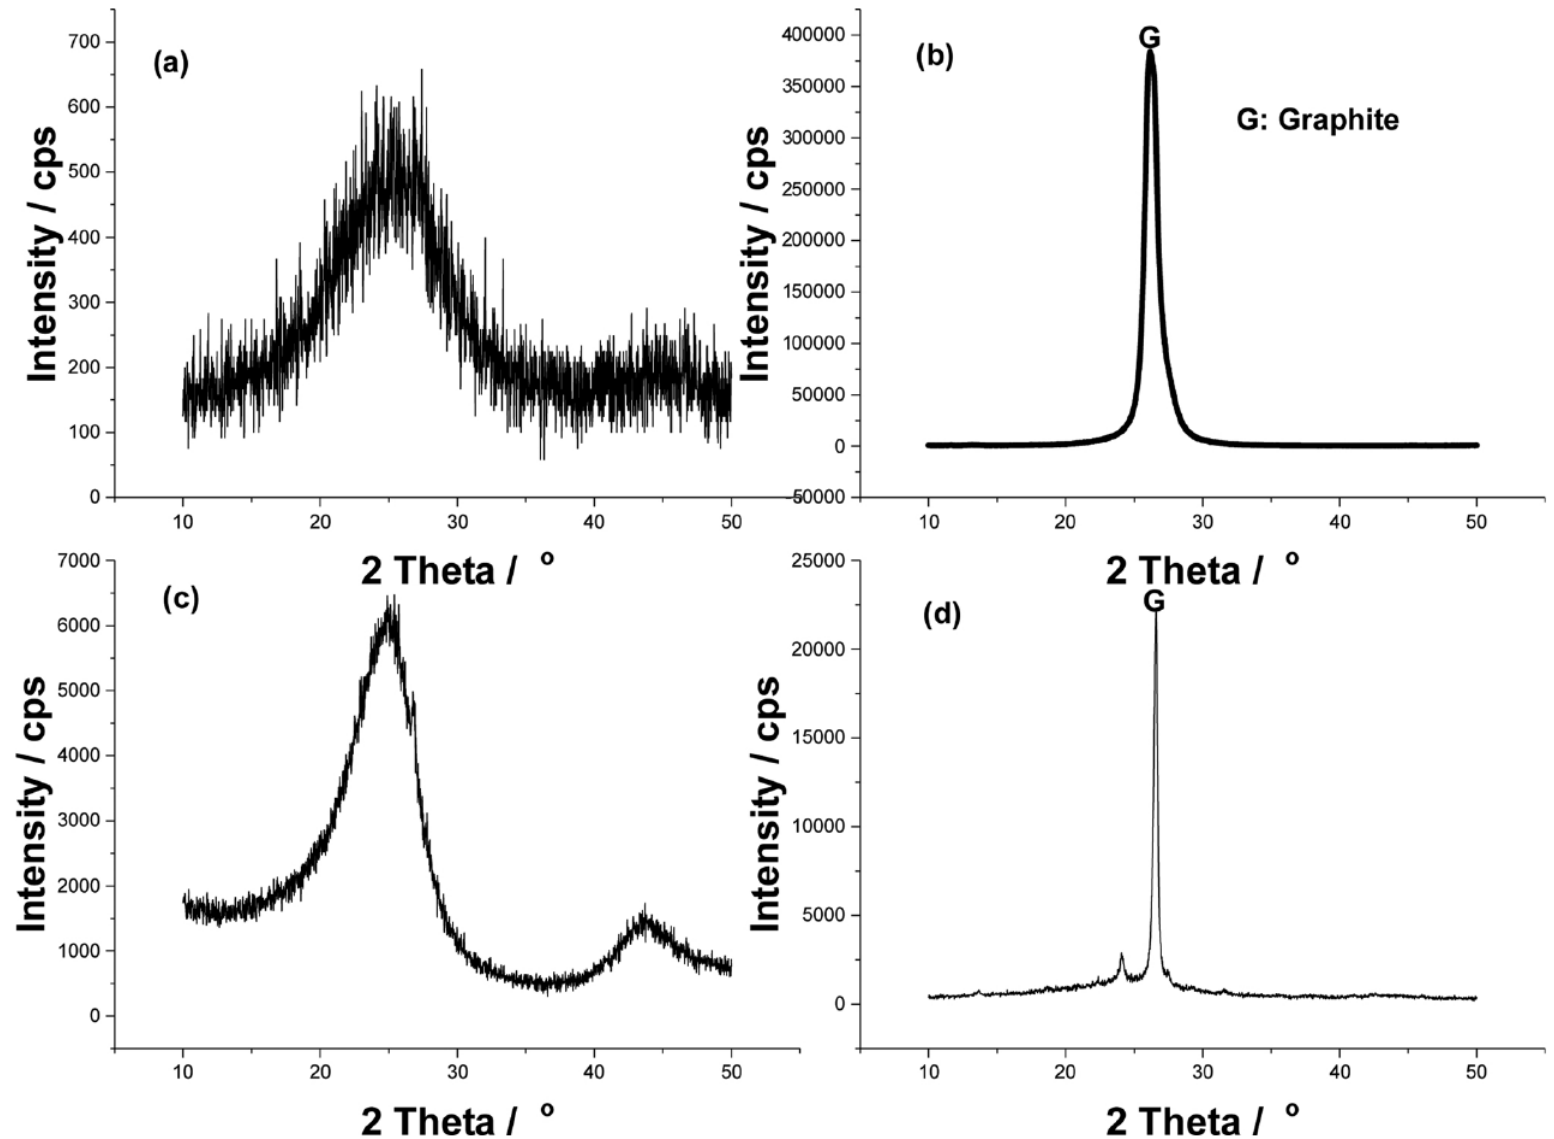 (a)
Intensity / cps
700
600
500
400
300
200
100
0
10 20 30 40 50
2 Theta / °
(b)
G
G: Graphite
Intensity / cps
400000
350000
300000
250000
200000
150000
100000
50000
0
-50000
10 20 30 40 50
2 Theta / °
(c)
Intensity / cps
7000
6000
5000
4000
3000
2000
1000
0
10 20 30 40 50
2 Theta / °
(d)
G
Intensity / cps
25000
20000
15000
10000
5000
0
10 20 30 40 50
2 Theta / °